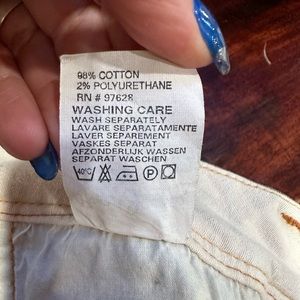 98% COTTON
2% POLYURETHANE
RN # 97628
WASHING CARE
WASH SEPARATELY
LAVARE SEPARATAMENTE
LAVER SEPAREMENT
VASKES SEPARAT
AFZONDERLIJK WASSEN
SEPARAT WASCHEN
40°C P